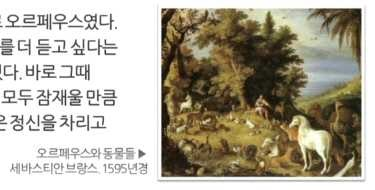 오르페우스였다.
를 더 듣고 싶다는
다. 바로 그때
모두 잠재울 만큼
은 정신을 차리고
오르페우스와 동물들 ▶
세바스티안 브랑스. 1595년경